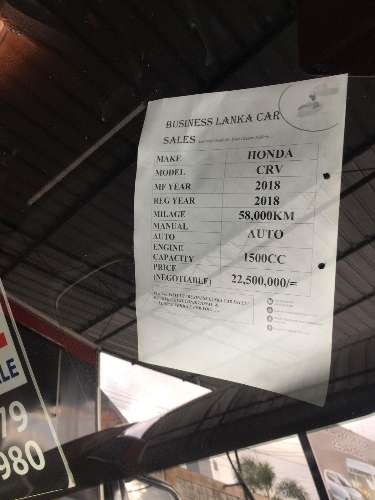 BUSINESS LANKA CAR
SALES
MAKE HONDA
MODEL CRV
MF YEAR 2018
REG YEAR 2018
MILAGE 58,000KM
MANUAL
AUTO AUTO
ENGINE
CAPACITY 1500CC
PRICE
(NEGOTIABLE) 22,500,000/=
LE
79
980